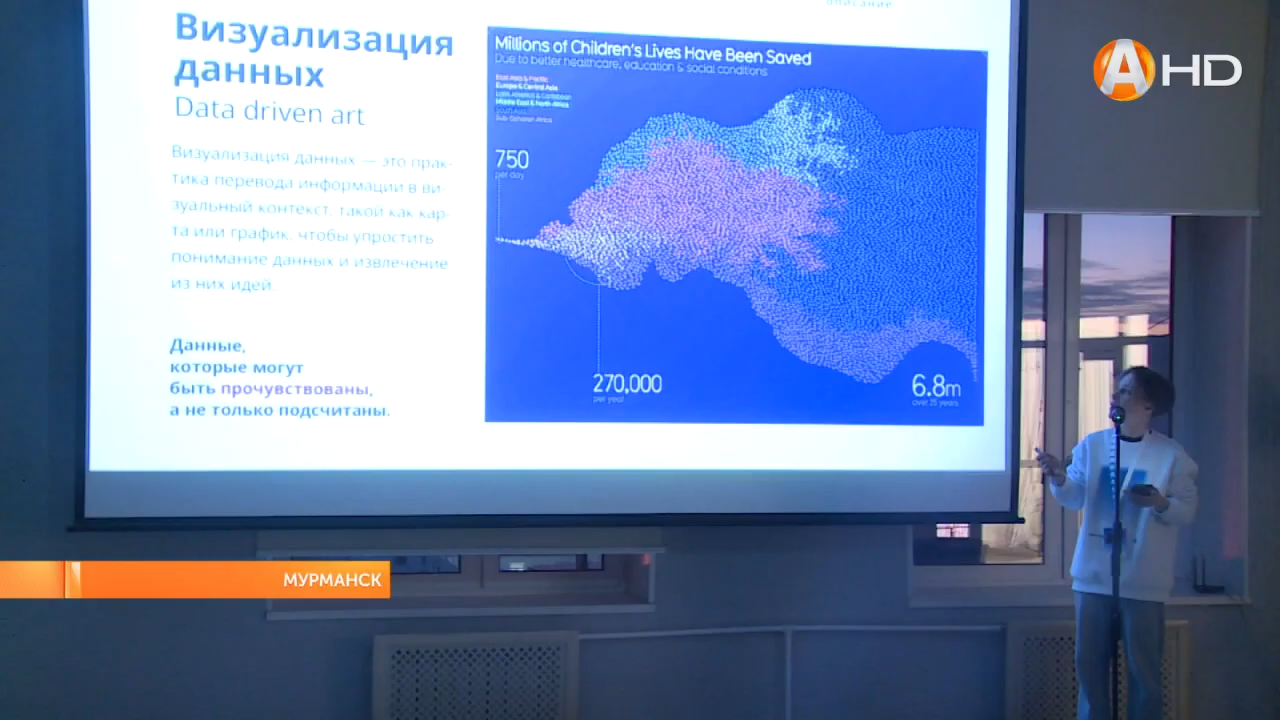 описание
Визуализация
данных
Data driven art
Визуализация данных — это прак-
тика перевода информации в ви-
зуальный контекст, такой как кар-
та или график, чтобы упростить
понимание данных и извлечение
из них идей
Данные,
которые могут
быть прочувствованы,
а не только подсчитаны.
Millions of Children's Lives Have Been Saved
Due to better healthcare, education & social conditions
East Asia & Pacific
Europe & Central Asia
Latin America & Caribbean
Middle East & North Africa
South Asia
Sub-Saharan Africa
750
per day
270,000
per year
6.8m
over 25 years
A HD
МУРМАНСК